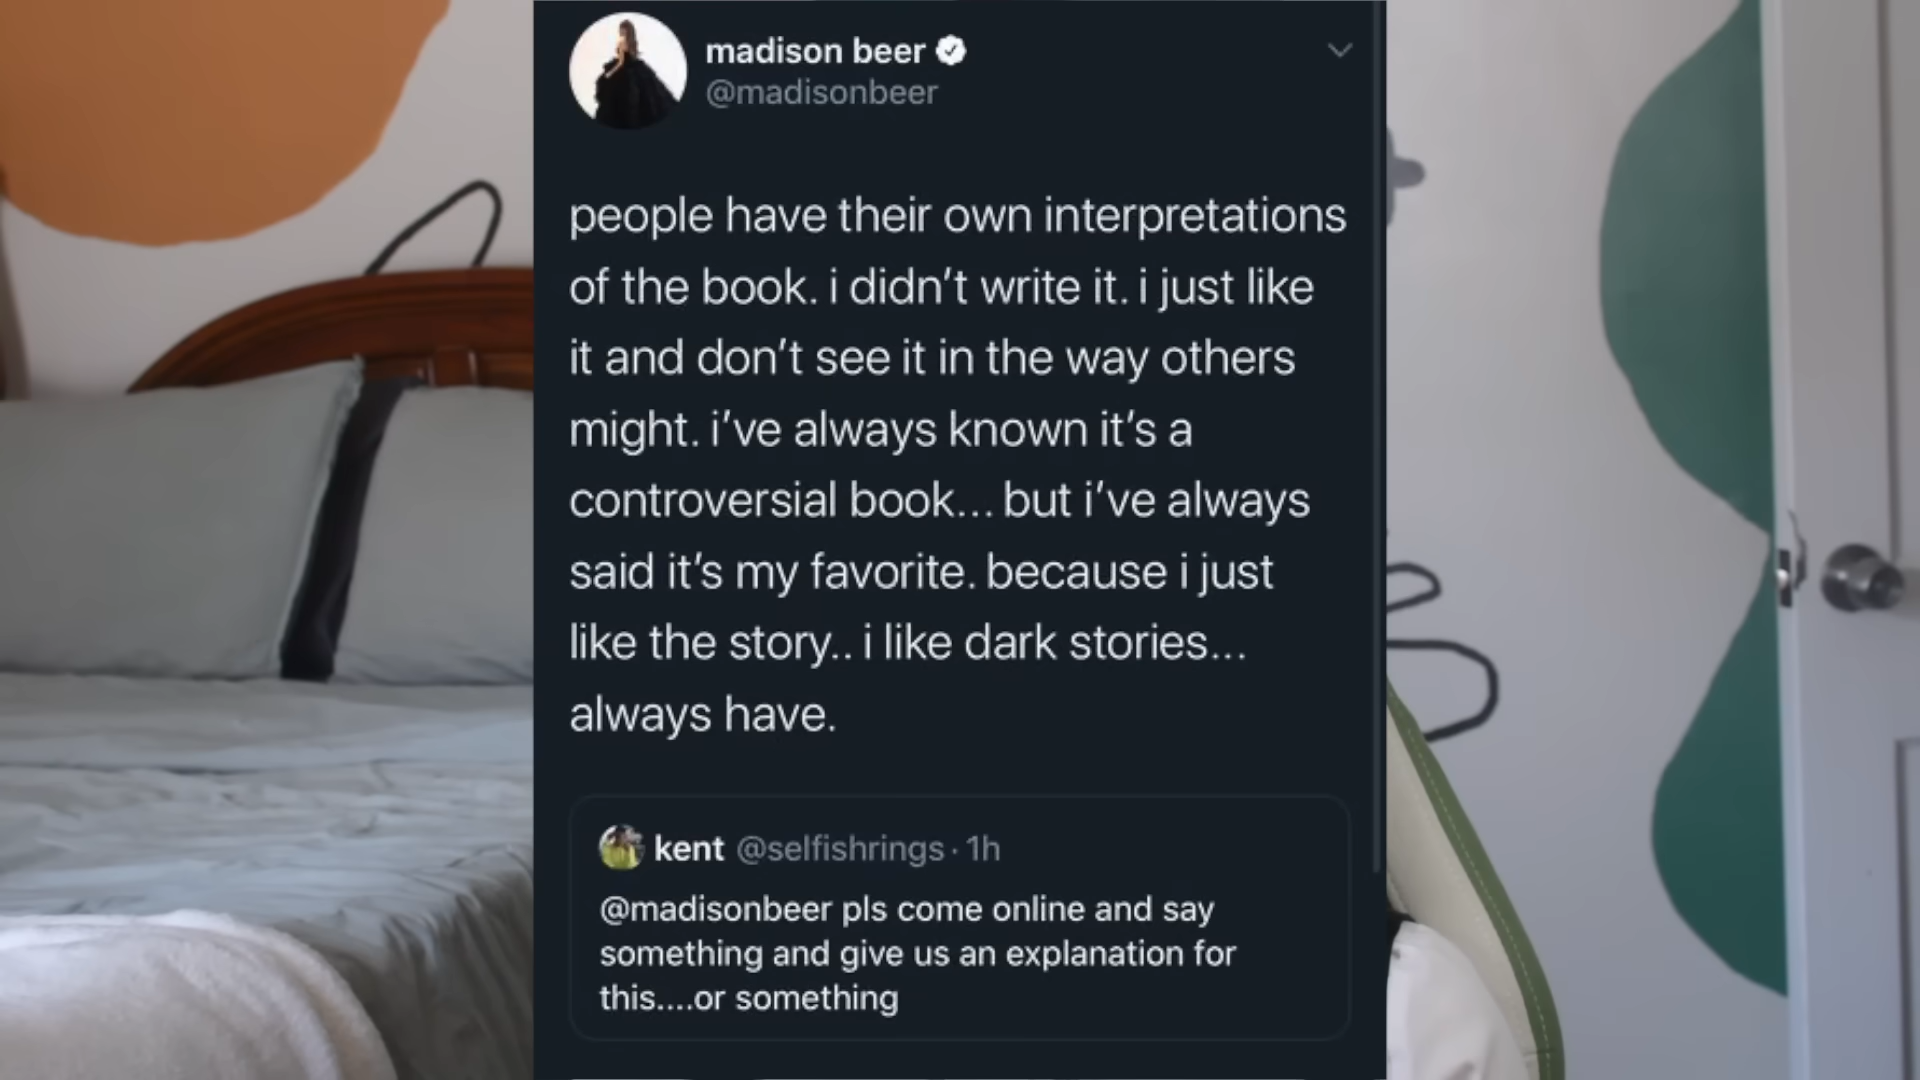 madison beer
@madisonbeer
people have their own interpretations
of the book. i didn't write it. i just like
it and don't see it in the way others
might. i've always known it's a
controversial book... but i've always
said it's my favorite. because i just
like the story.. i like dark stories...
always have.
kent @selfishrings · 1h
@madisonbeer pls come online and say
something and give us an explanation for
this....or something